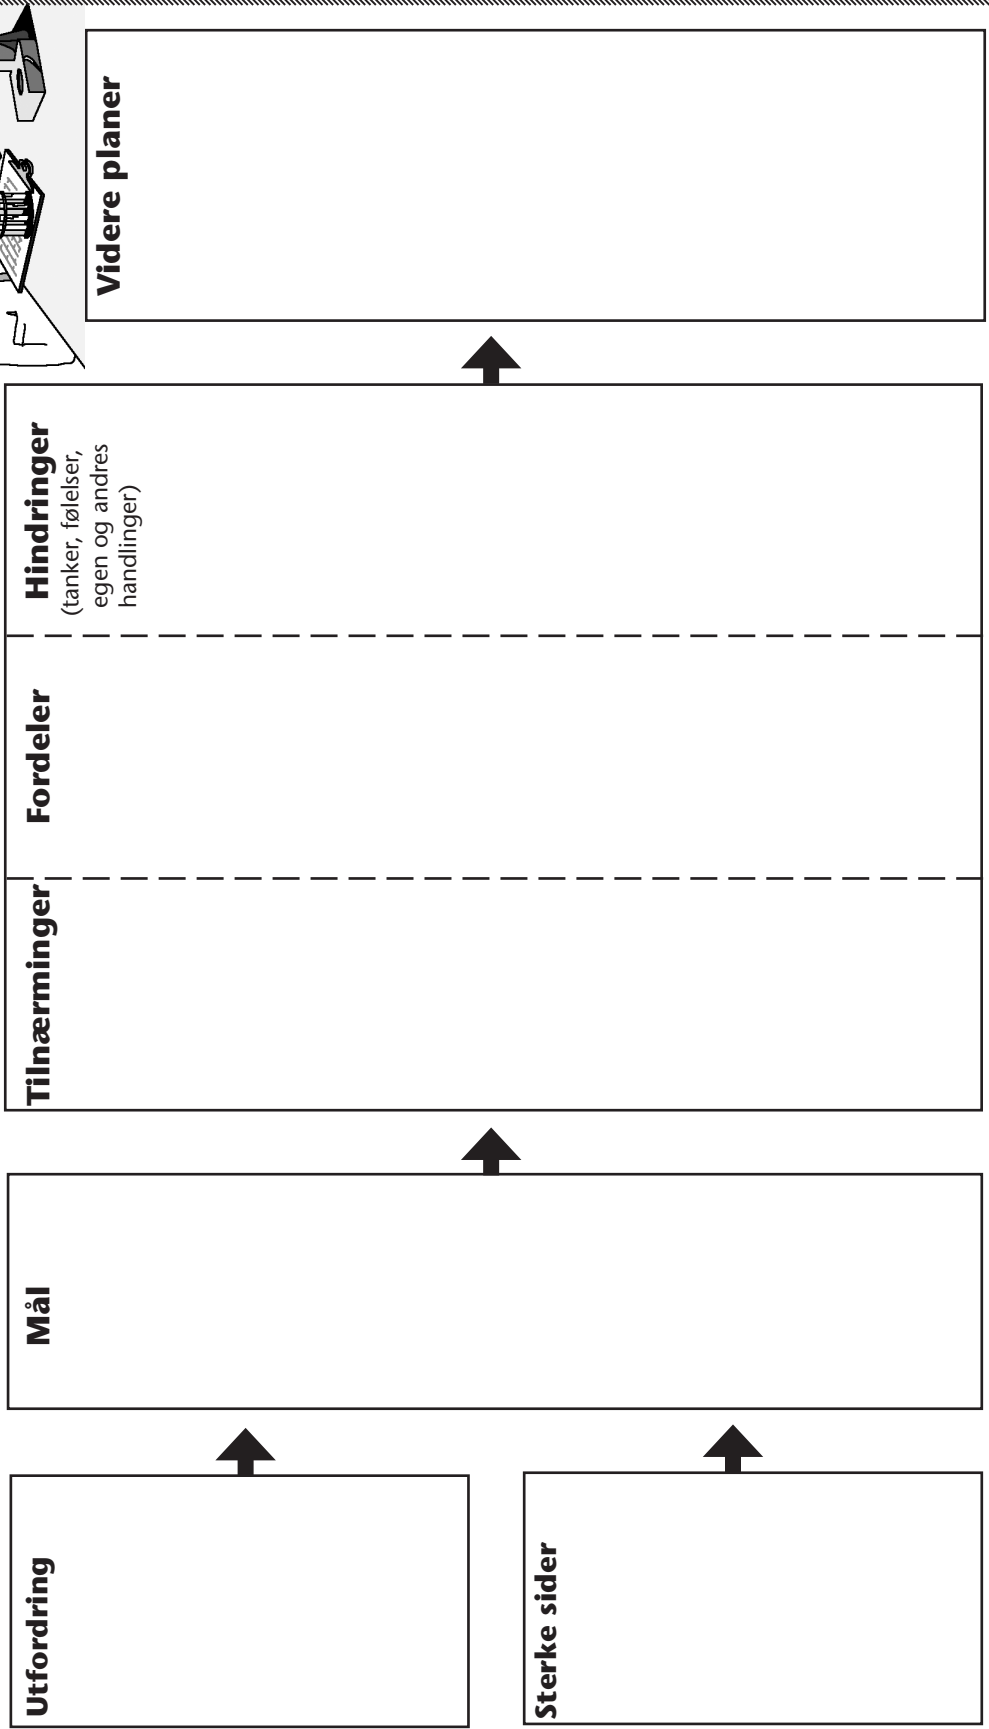 Utfordring
Sterke sider
Mål
Tilnærminger
Fordeler
Hindringer
(tanker, følelser,
egen og andres
handlinger)
Videre planer